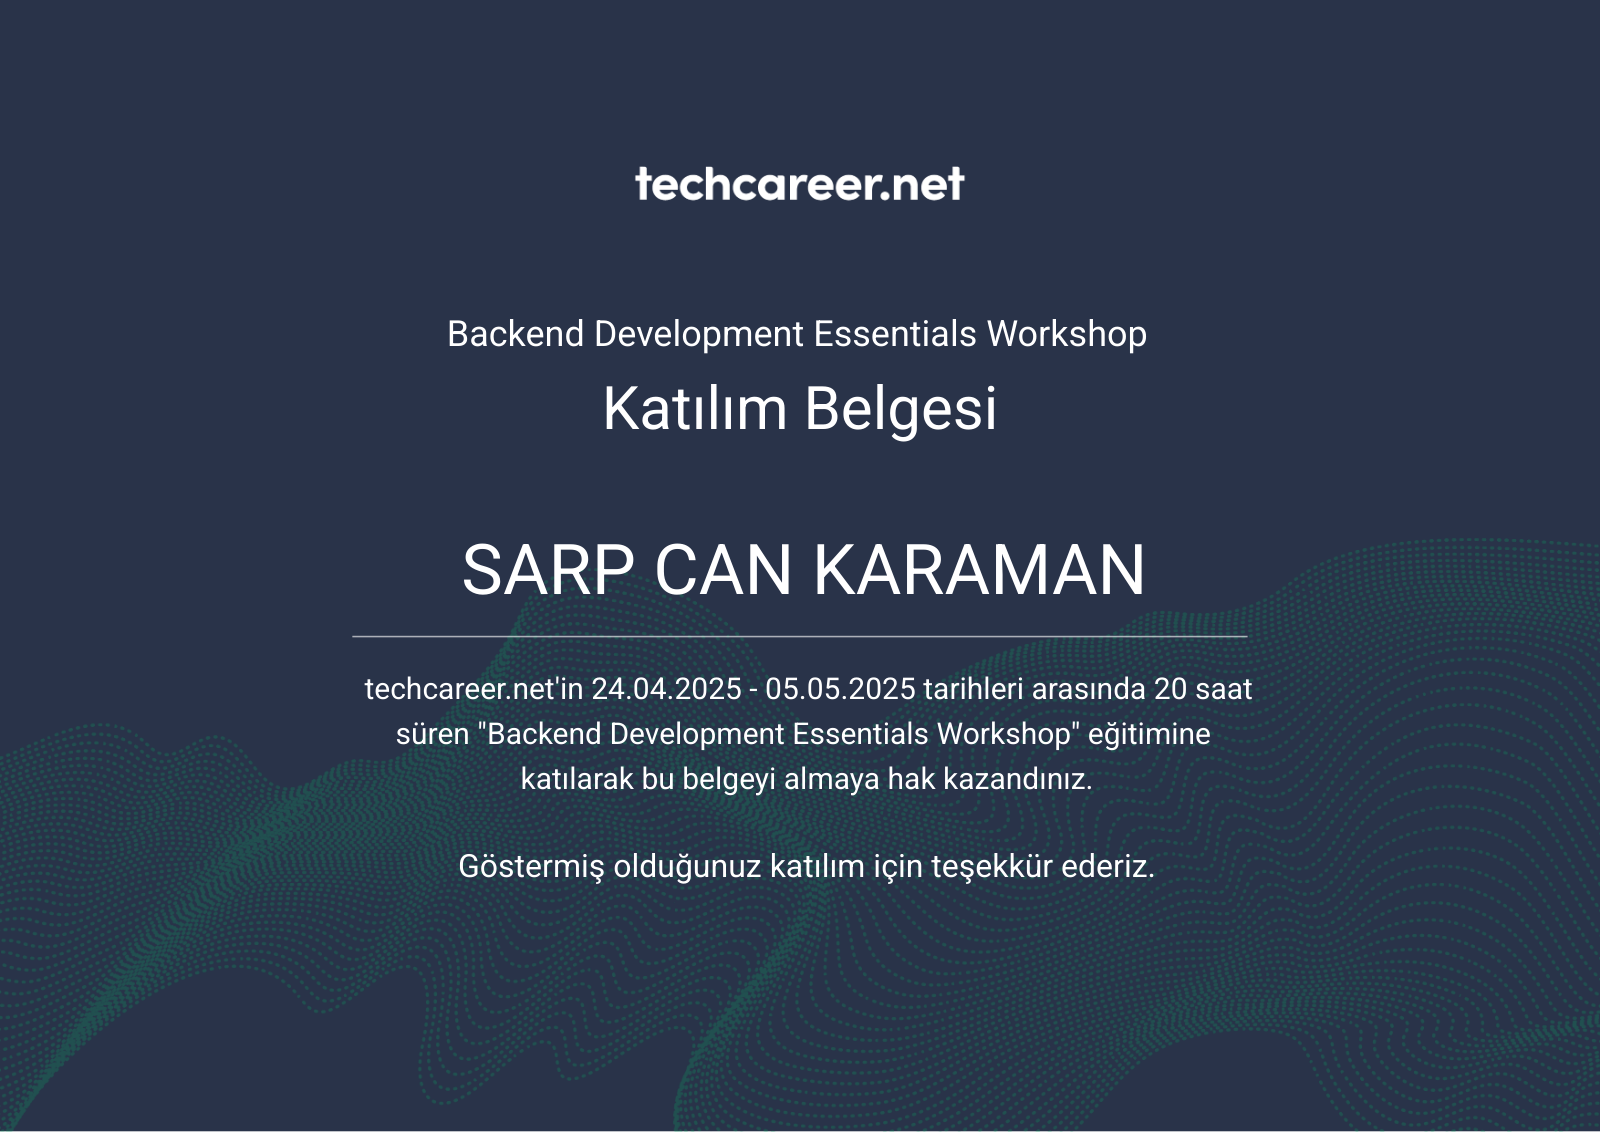 techcareer.net
Backend Development Essentials Workshop
Katılım Belgesi
SARP CAN KARAMAN
techcareer.net'in 24.04.2025 - 05.05.2025 tarihleri arasında 20 saat
süren "Backend Development Essentials Workshop" eğitimine
katılarak bu belgeyi almaya hak kazandınız.
Göstermiş olduğunuz katılım için teşekkür ederiz.